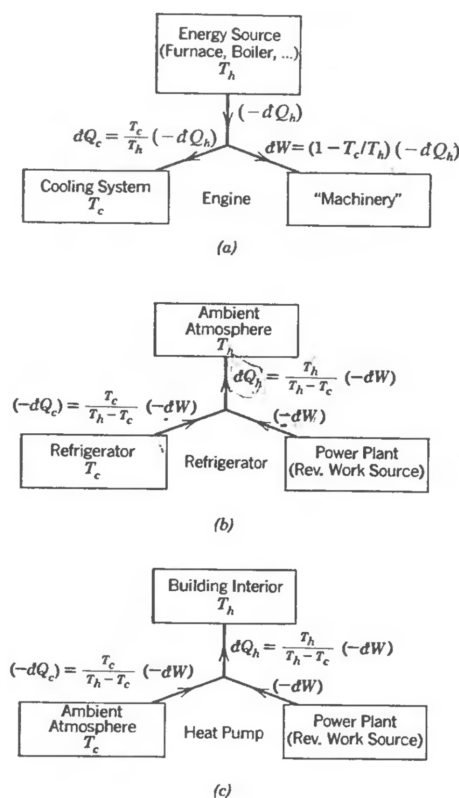 Energy Source
(Furnace, Boiler, ...)
T_h
(−đQ_h)
đQ_c = T_c/T_h (−đQ_h)
đW = (1 − T_c/T_h) (−đQ_h)
Cooling System
T_c
Engine
"Machinery"
(a)
Ambient
Atmosphere
T_h
đQ_h = T_h/(T_h − T_c) (−đW)
(−đQ_c) = T_c/(T_h − T_c) (−đW)
(−đW)
Refrigerator
T_c
Refrigerator
Power Plant
(Rev. Work Source)
(b)
Building Interior
T_h
đQ_h = T_h/(T_h − T_c) (−đW)
(−đQ_c) = T_c/(T_h − T_c) (−đW)
(−đW)
Ambient
Atmosphere
T_c
Heat Pump
Power Plant
(Rev. Work Source)
(c)